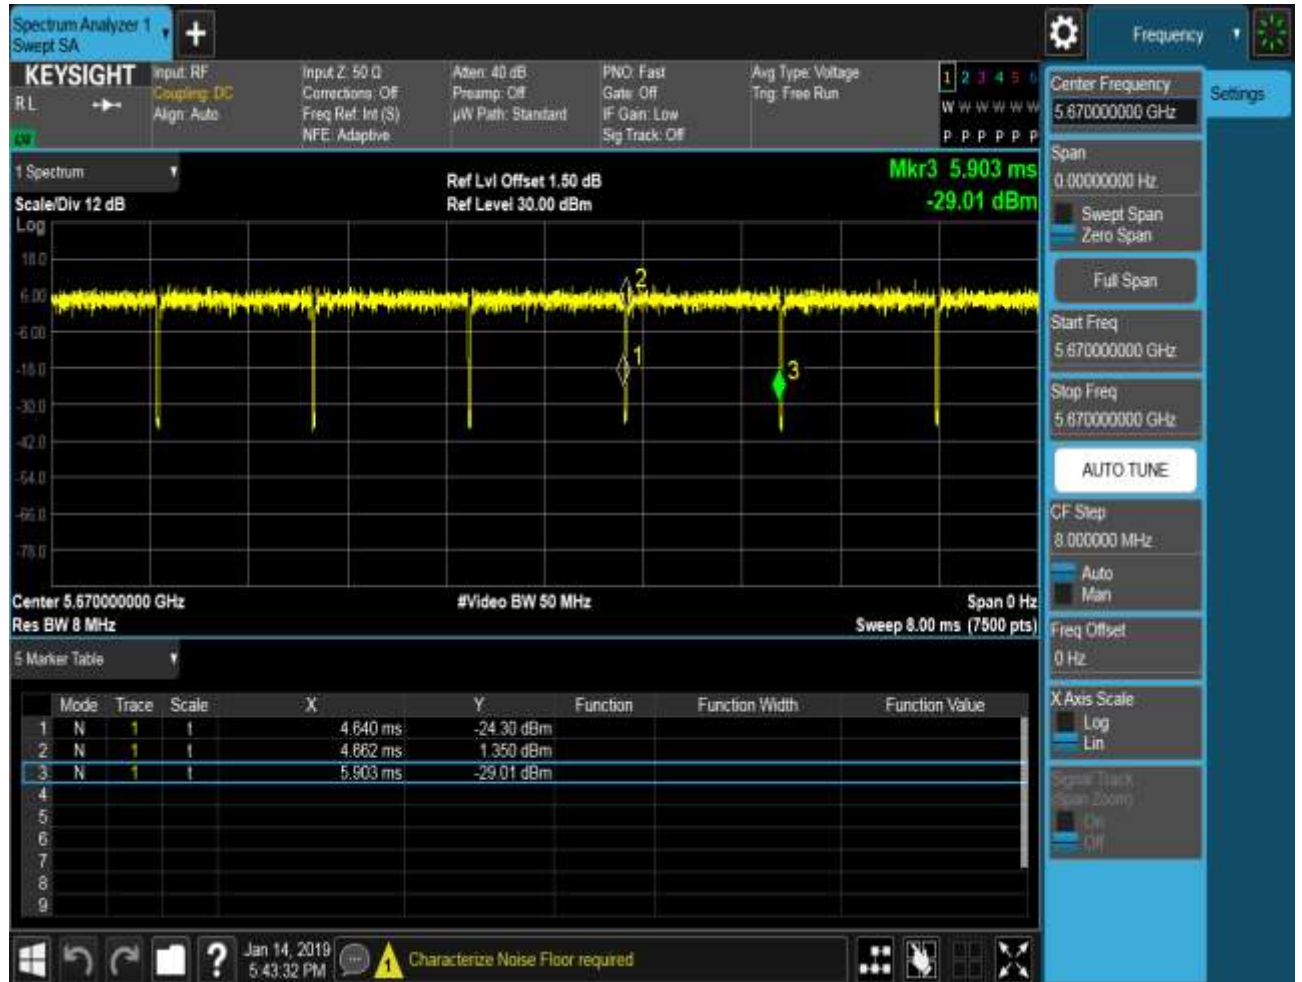 Spectrum Analyzer 1
Swept SA
Frequency
KEYSIGHT
R L
Input: RF
Coupling: DC
Align: Auto
Input Z: 50 Ω
Corrections: Off
Freq Ref: Int (S)
NFE: Adaptive
Atten: 40 dB
Preamp: Off
µW Path: Standard
PNO: Fast
Gate: Off
IF Gain: Low
Sig Track: Off
Avg Type: Voltage
Trig: Free Run
1 2 3 4 5 6
W W W W W W
P P P P P P
Center Frequency
5.670000000 GHz
Settings
Span
0.00000000 Hz
Swept Span
Zero Span
Full Span
Start Freq
5.670000000 GHz
Stop Freq
5.670000000 GHz
AUTO TUNE
CF Step
8.000000 MHz
Auto
Man
Freq Offset
0 Hz
X Axis Scale
Log
Lin
Signal Track
(Span Zoom)
On
Off
1 Spectrum
Scale/Div 12 dB
Log
Ref Lvl Offset 1.50 dB
Ref Level 30.00 dBm
Mkr3 5.903 ms
-29.01 dBm
18.0
6.00
-6.00
-18.0
-30.0
-42.0
-54.0
-66.0
-78.0
2
1
3
Center 5.670000000 GHz
#Video BW 50 MHz
Span 0 Hz
Res BW 8 MHz
Sweep 8.00 ms (7500 pts)
5 Marker Table
Mode Trace Scale X Y Function Function Width Function Value
1 N 1 t 4.640 ms -24.30 dBm
2 N 1 t 4.662 ms 1.350 dBm
3 N 1 t 5.903 ms -29.01 dBm
4
5
6
7
8
9
?
Jan 14, 2019
5:43:32 PM
1
Characterize Noise Floor required